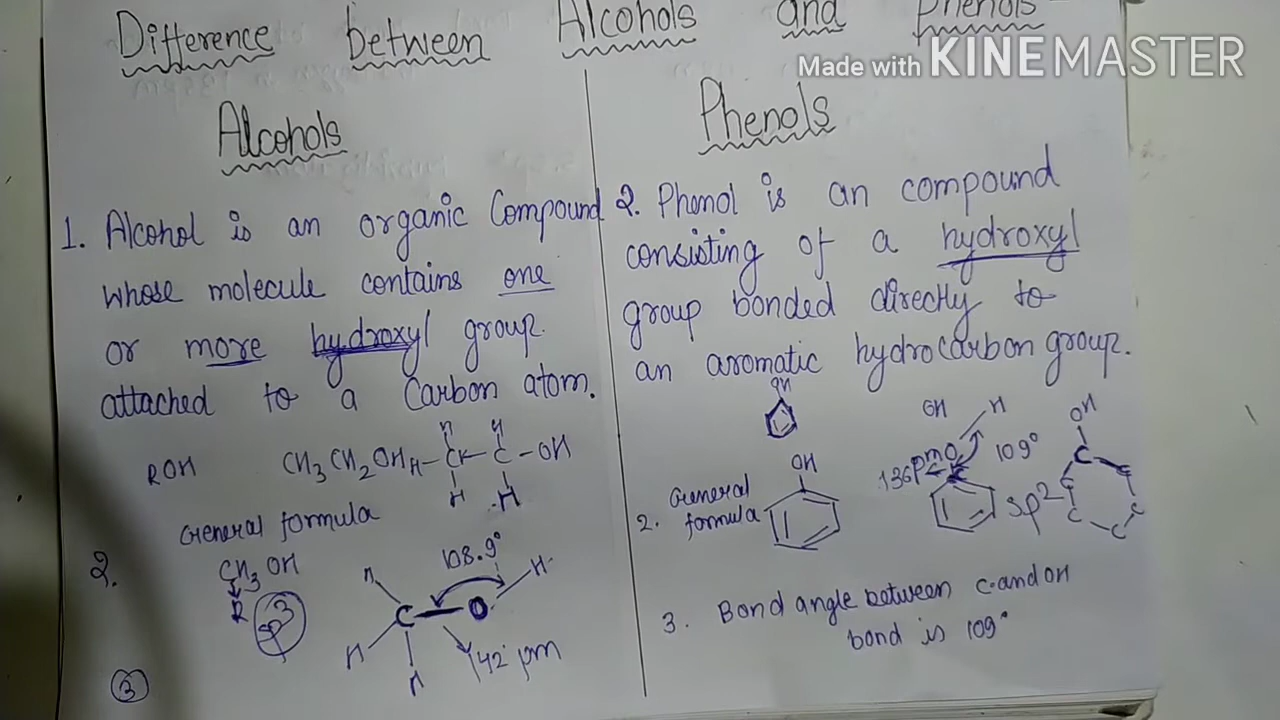 Difference between Alcohols and Phenols
Made with KINEMASTER
Alcohols
1. Alcohol is an organic Compound
whose molecule contains one
or more hydroxyl group.
attached to a Carbon atom.
ROH CH3 CH2 OH H-C-C-OH
H H
H H
General formula
2. CH3 OH
R
sp3
108.9°
H H
C O
H H
142 pm
3
Phenols
2. Phenol is an compound
consisting of a hydroxyl
group bonded directly to
an aromatic hydrocarbon group.
OH
2. General
formula
OH
OH H
136pm O 109°
sp2
OH
C
C C
C C
C
3. Bond angle between c-and OH
bond is 109°